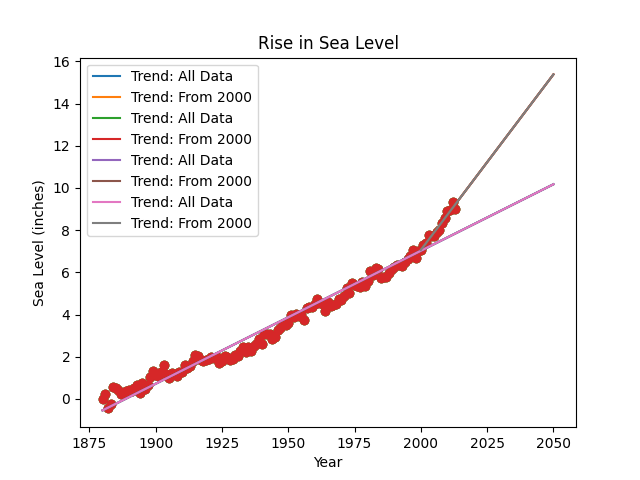 Rise in Sea Level
Trend: All Data
Trend: From 2000
Trend: All Data
Trend: From 2000
Trend: All Data
Trend: From 2000
Trend: All Data
Trend: From 2000
16
14
12
10
8
6
4
2
0
Sea Level (inches)
1875 1900 1925 1950 1975 2000 2025 2050
Year